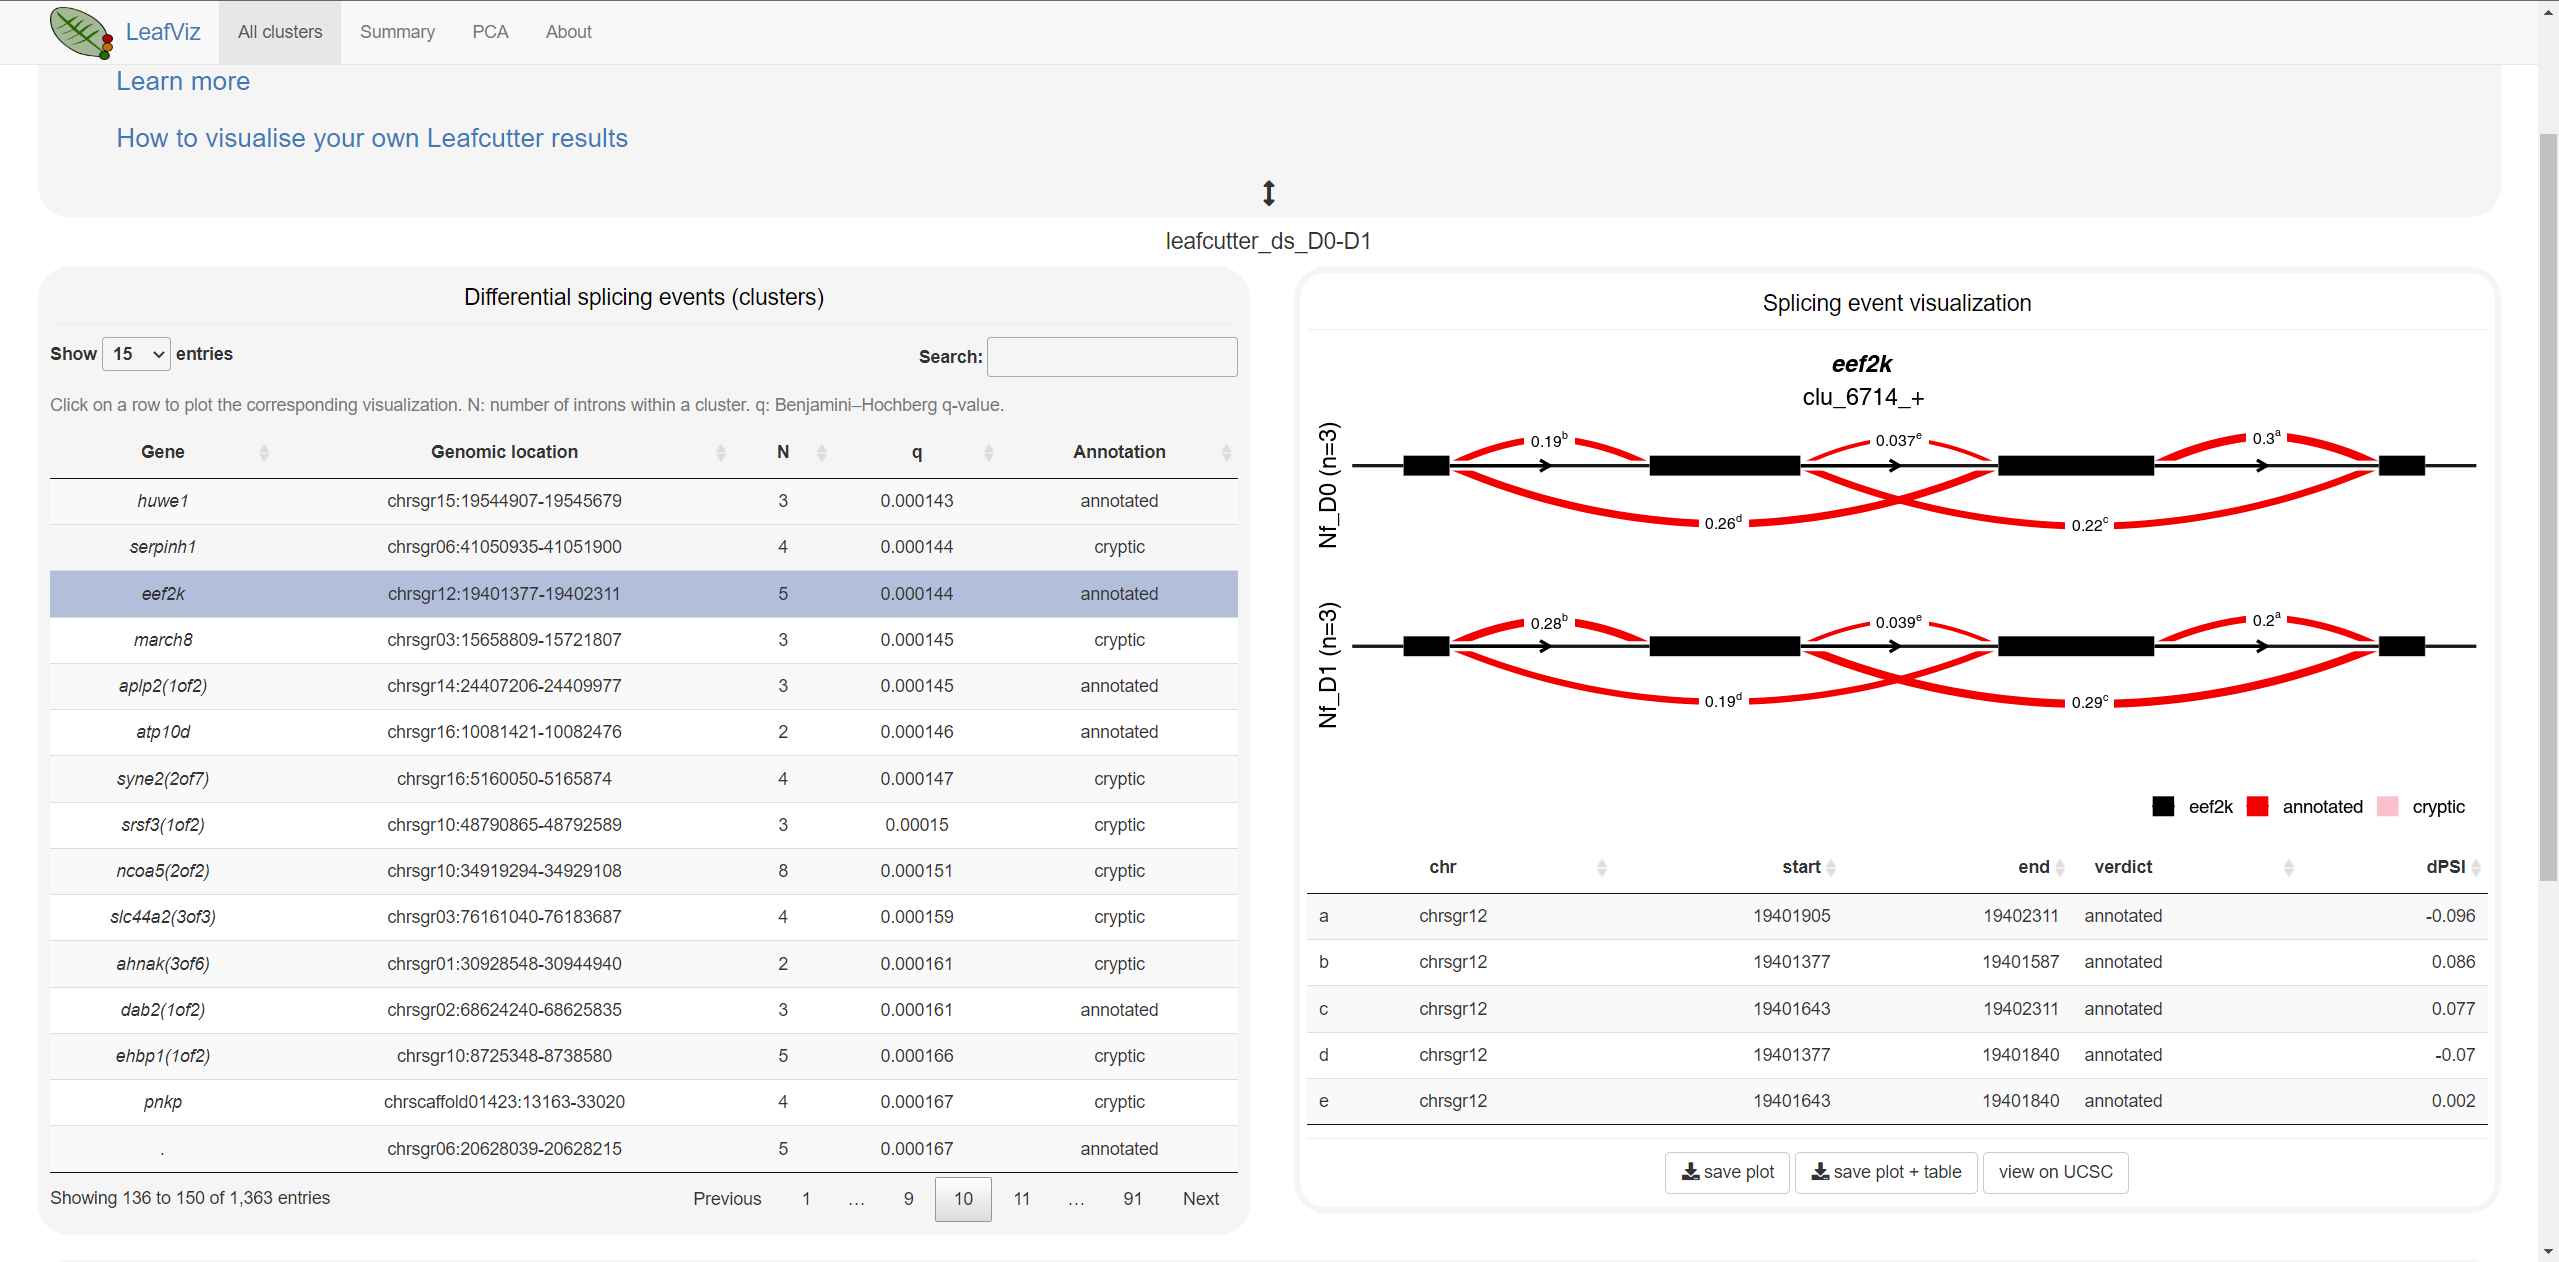 LeafViz All clusters Summary PCA About
Learn more
How to visualise your own Leafcutter results
leafcutter_ds_D0-D1
Differential splicing events (clusters)
Show 15 entries Search:
Click on a row to plot the corresponding visualization. N: number of introns within a cluster. q: Benjamini–Hochberg q-value.
Gene Genomic location N q Annotation
huwe1 chrsgr15:19544907-19545679 3 0.000143 annotated
serpinh1 chrsgr06:41050935-41051900 4 0.000144 cryptic
eef2k chrsgr12:19401377-19402311 5 0.000144 annotated
march8 chrsgr03:15658809-15721807 3 0.000145 cryptic
aplp2(1of2) chrsgr14:24407206-24409977 3 0.000145 annotated
atp10d chrsgr16:10081421-10082476 2 0.000146 annotated
syne2(2of7) chrsgr16:5160050-5165874 4 0.000147 cryptic
srsf3(1of2) chrsgr10:48790865-48792589 3 0.00015 cryptic
ncoa5(2of2) chrsgr10:34919294-34929108 8 0.000151 cryptic
slc44a2(3of3) chrsgr03:76161040-76183687 4 0.000159 cryptic
ahnak(3of6) chrsgr01:30928548-30944940 2 0.000161 cryptic
dab2(1of2) chrsgr02:68624240-68625835 3 0.000161 annotated
ehbp1(1of2) chrsgr10:8725348-8738580 5 0.000166 cryptic
pnkp chrscaffold01423:13163-33020 4 0.000167 cryptic
. chrsgr06:20628039-20628215 5 0.000167 annotated
Showing 136 to 150 of 1,363 entries Previous 1 … 9 10 11 … 91 Next
Splicing event visualization
eef2k
clu_6714_+
Nf_D0 (n=3)
0.19b 0.037e 0.3a
0.26d 0.22c
Nf_D1 (n=3)
0.28b 0.039e 0.2a
0.19d 0.29c
eef2k annotated cryptic
chr start end verdict dPSI
a chrsgr12 19401905 19402311 annotated -0.096
b chrsgr12 19401377 19401587 annotated 0.086
c chrsgr12 19401643 19402311 annotated 0.077
d chrsgr12 19401377 19401840 annotated -0.07
e chrsgr12 19401643 19401840 annotated 0.002
save plot save plot + table view on UCSC